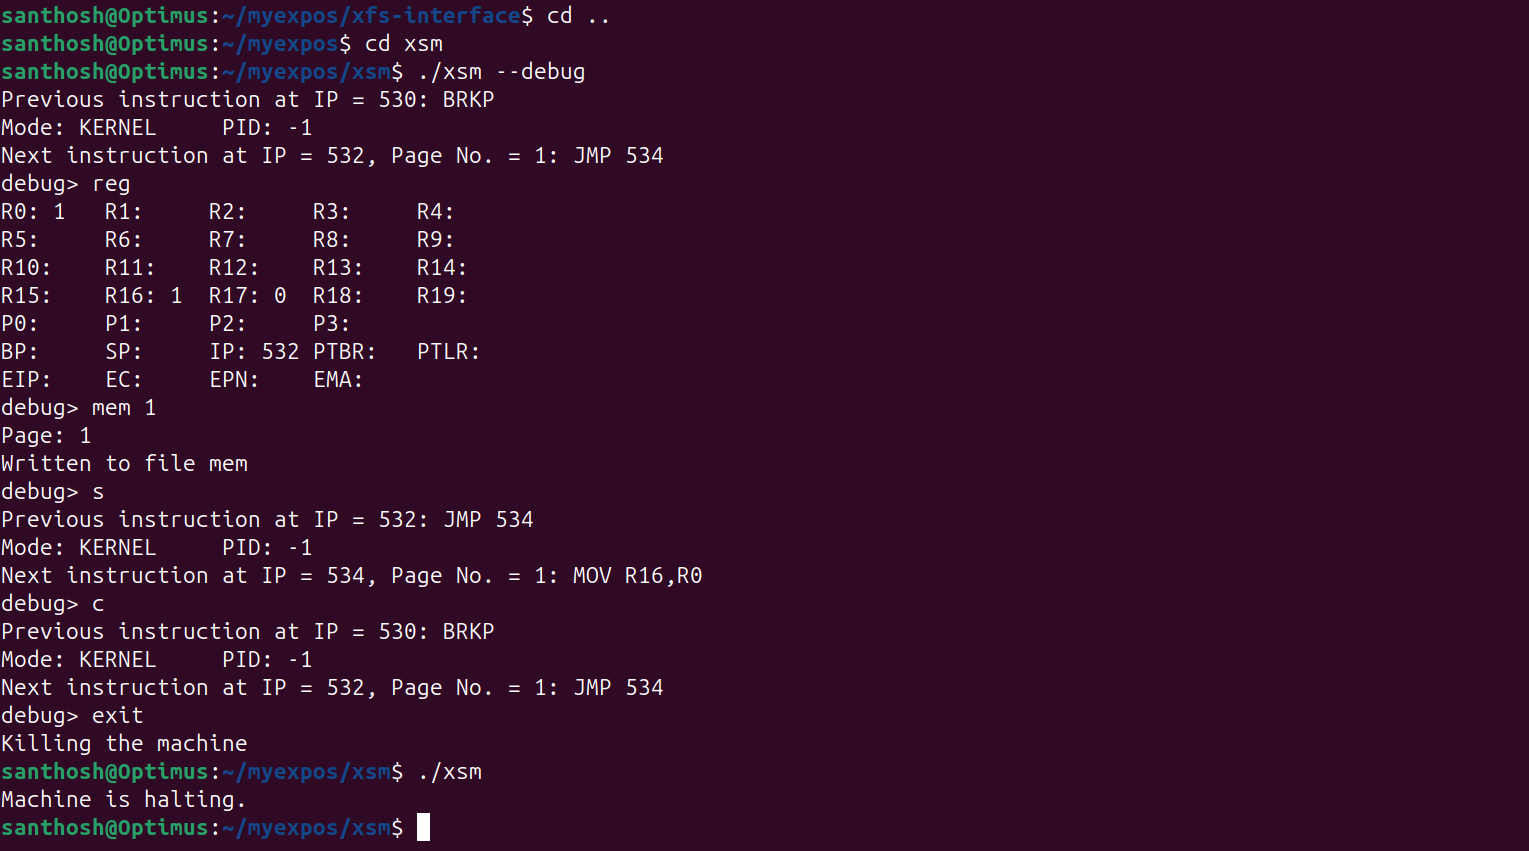 santhosh@Optimus:~/myexpos/xfs-interface$ cd ..
santhosh@Optimus:~/myexpos$ cd xsm
santhosh@Optimus:~/myexpos/xsm$ ./xsm --debug
Previous instruction at IP = 530: BRKP
Mode: KERNEL     PID: -1
Next instruction at IP = 532, Page No. = 1: JMP 534
debug> reg
R0: 1   R1:     R2:     R3:     R4:
R5:     R6:     R7:     R8:     R9:
R10:    R11:    R12:    R13:    R14:
R15:    R16: 1  R17: 0  R18:    R19:
P0:     P1:     P2:     P3:
BP:     SP:     IP: 532 PTBR:   PTLR:
EIP:    EC:     EPN:    EMA:
debug> mem 1
Page: 1
Written to file mem
debug> s
Previous instruction at IP = 532: JMP 534
Mode: KERNEL     PID: -1
Next instruction at IP = 534, Page No. = 1: MOV R16,R0
debug> c
Previous instruction at IP = 530: BRKP
Mode: KERNEL     PID: -1
Next instruction at IP = 532, Page No. = 1: JMP 534
debug> exit
Killing the machine
santhosh@Optimus:~/myexpos/xsm$ ./xsm
Machine is halting.
santhosh@Optimus:~/myexpos/xsm$